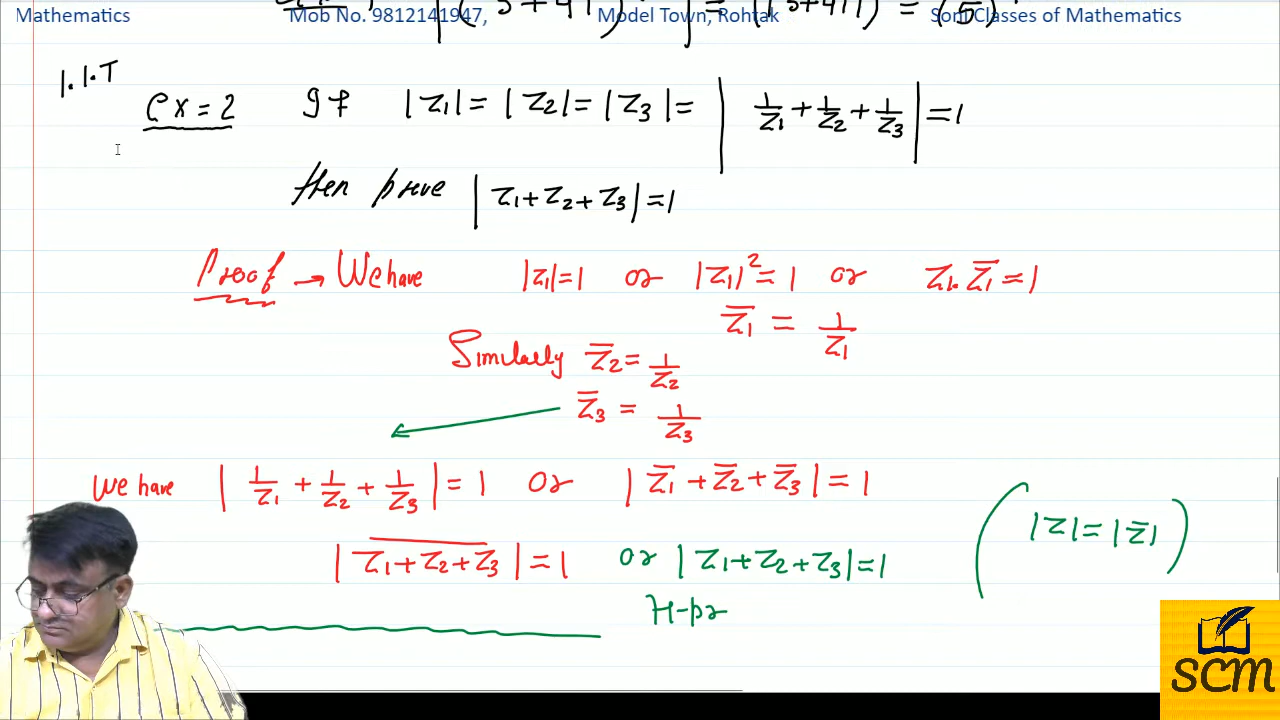 Mathematics Mob No. 9812141947, Model Town, Rohtak Soni Classes of Mathematics
I.I.T
ex=2 If |z1|= |z2|= |z3|= | 1/z1 + 1/z2 + 1/z3 | =1
then prove |z1+z2+z3|=1
Proof → We have |z1|=1 or |z1|²=1 or z1.z̄1=1
z̄1 = 1/z1
Similarly z̄2= 1/z2
z̄3 = 1/z3
we have | 1/z1 + 1/z2 + 1/z3 | = 1 or | z̄1 + z̄2 + z̄3 | = 1
| \overline{z1+z2+z3} | = 1 or | z1+z2+z3|=1
( |z|=|z̄| )
H-pr
SCM